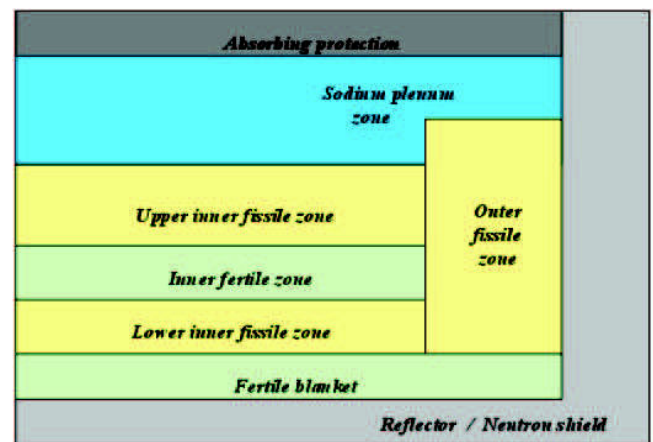 Absorbing protection
Sodium plenum
zone
Upper inner fissile zone
Outer
fissile
zone
Inner fertile zone
Lower inner fissile zone
Fertile blanket
Reflector / Neutron shield